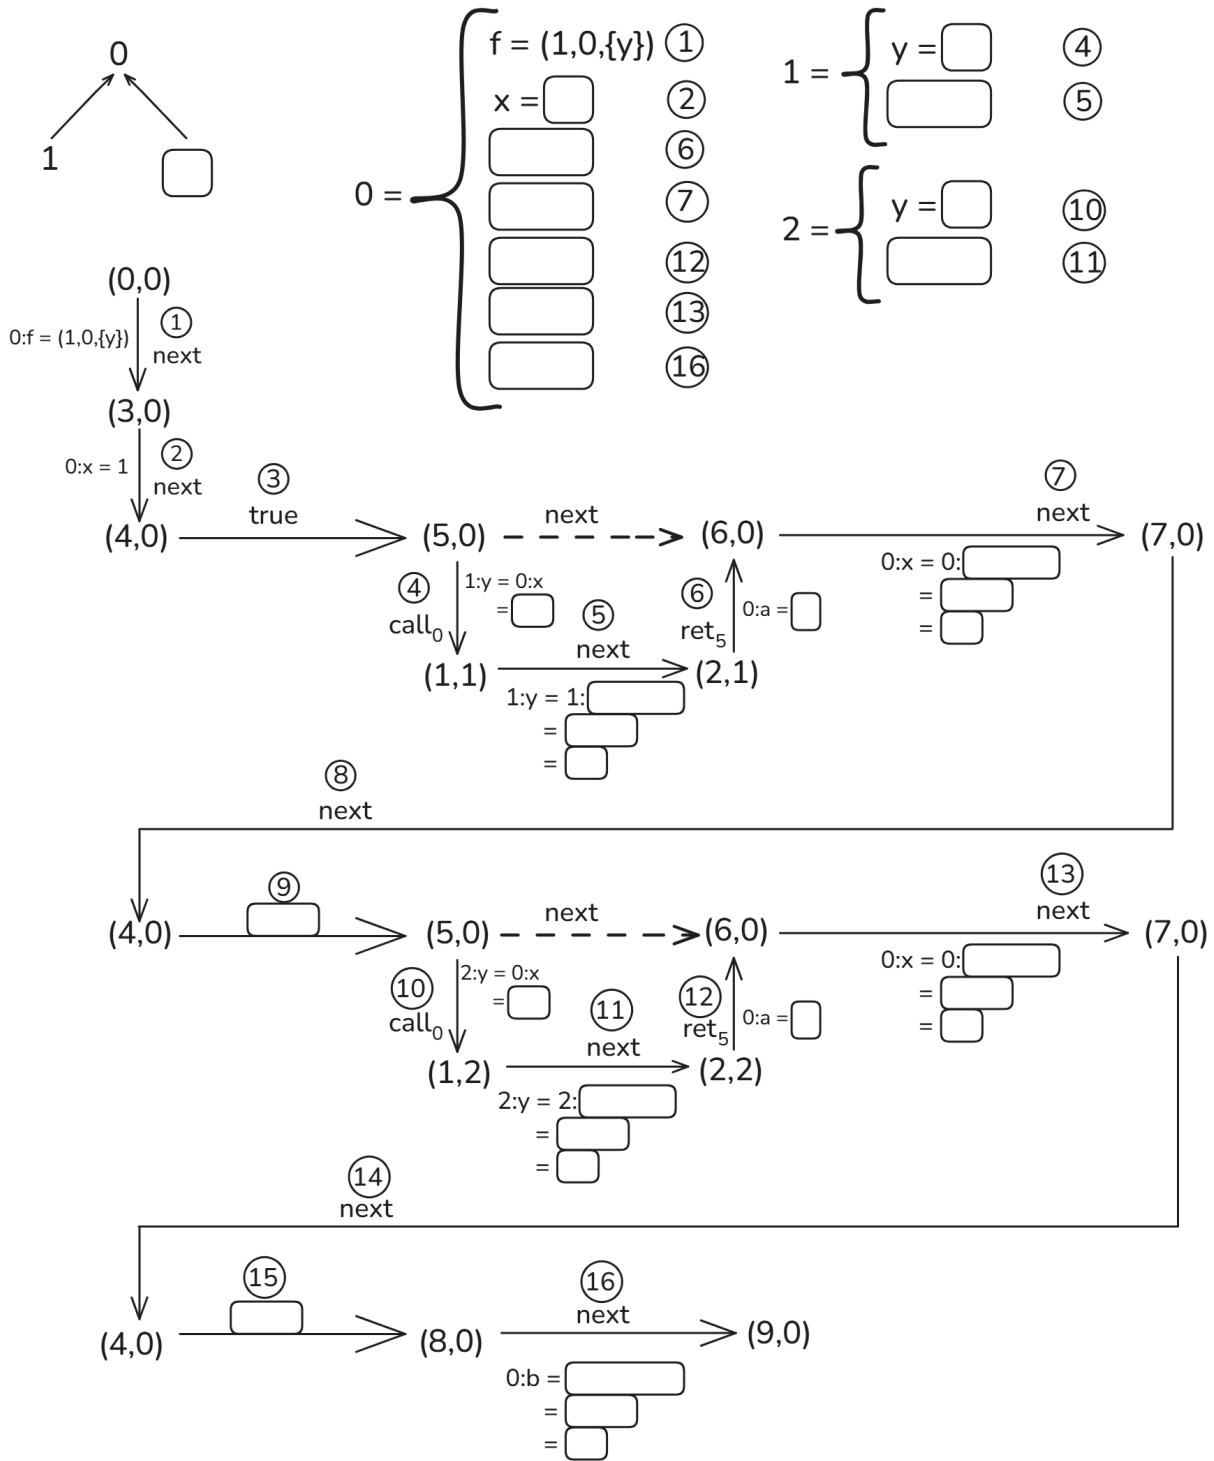 0
1
0 =
f = (1,0,{y}) 1
x = 2
6
7
12
13
16
1 =
y = 4
5
2 =
y = 10
11
(0,0)
0:f = (1,0,{y})
1
next
(3,0)
0:x = 1
2
next
(4,0)
3
true
(5,0)
next
(6,0)
7
next
(7,0)
4
call0
1:y = 0:x
=
5
next
6
ret5
0:a =
0:x = 0:
=
=
(1,1)
(2,1)
1:y = 1:
=
=
8
next
(4,0)
9
(5,0)
next
(6,0)
13
next
(7,0)
10
call0
2:y = 0:x
=
11
next
12
ret5
0:a =
0:x = 0:
=
=
(1,2)
(2,2)
2:y = 2:
=
=
14
next
(4,0)
15
(8,0)
16
next
(9,0)
0:b =
=
=